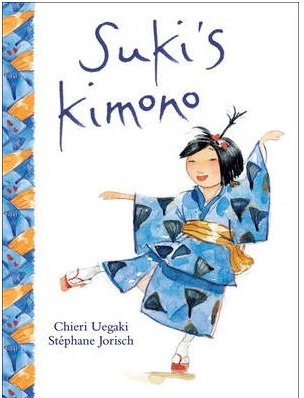 Suki's
kimono
Chieri Uegaki
Stéphane Jorisch